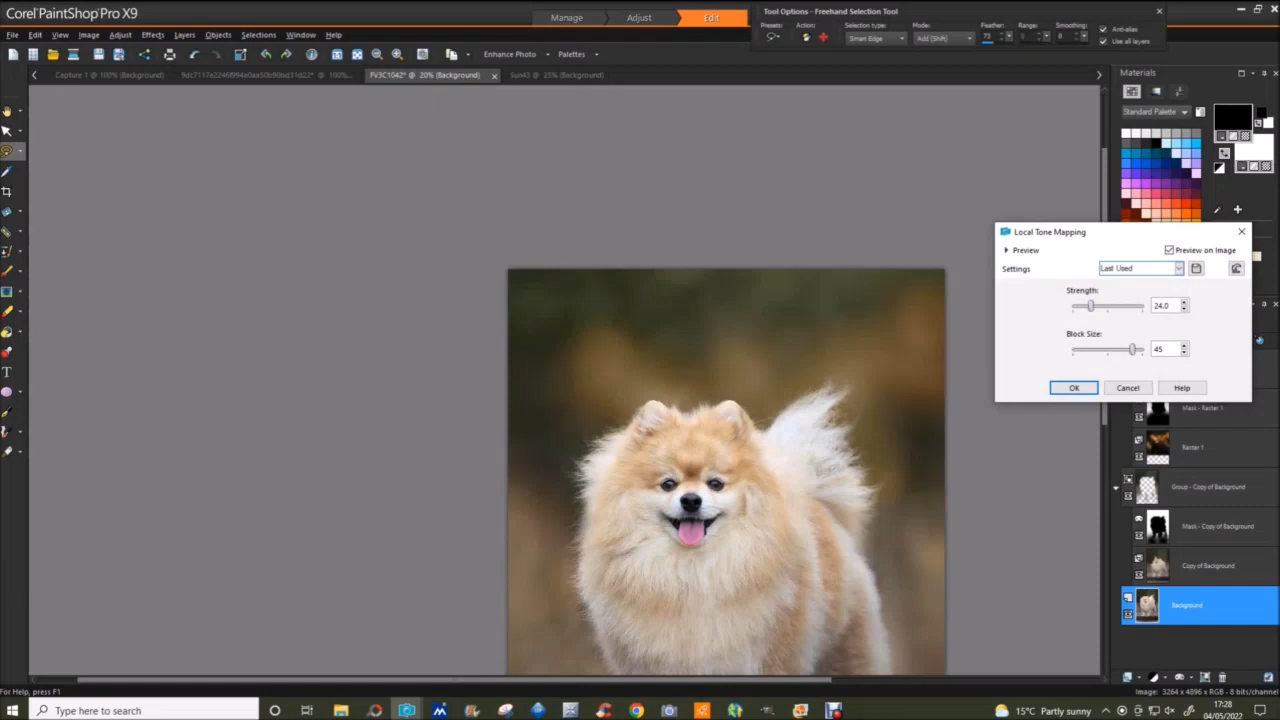 Corel PaintShop Pro X9
Manage
Adjust
Edit
Tool Options - Freehand Selection Tool
Presets:
Action:
Selection type:
Mode:
Feather:
Range:
Smoothing:
Smart Edge
Add (Shift)
73
0
Anti-alias
Use all layers
File Edit View Image Adjust Effects Layers Objects Selections Window Help
Enhance Photo
Palettes
Capture 1 @ 100% (Background)
9dc7117e2246f994a0aa50b90bd31d22* @ 100%...
FV3C1042* @ 20% (Background)
Sun43 @ 25% (Background)
Materials
Standard Palette
Local Tone Mapping
Preview
Preview on Image
Settings
Last Used
Strength:
24.0
Block Size:
45
OK
Cancel
Help
Mask - Raster 1
Raster 1
Group - Copy of Background
Mask - Copy of Background
Copy of Background
Background
For Help, press F1
Image: 3264 x 4896 x RGB - 8 bits/channel
Type here to search
15°C Partly sunny
17:28
04/05/2022